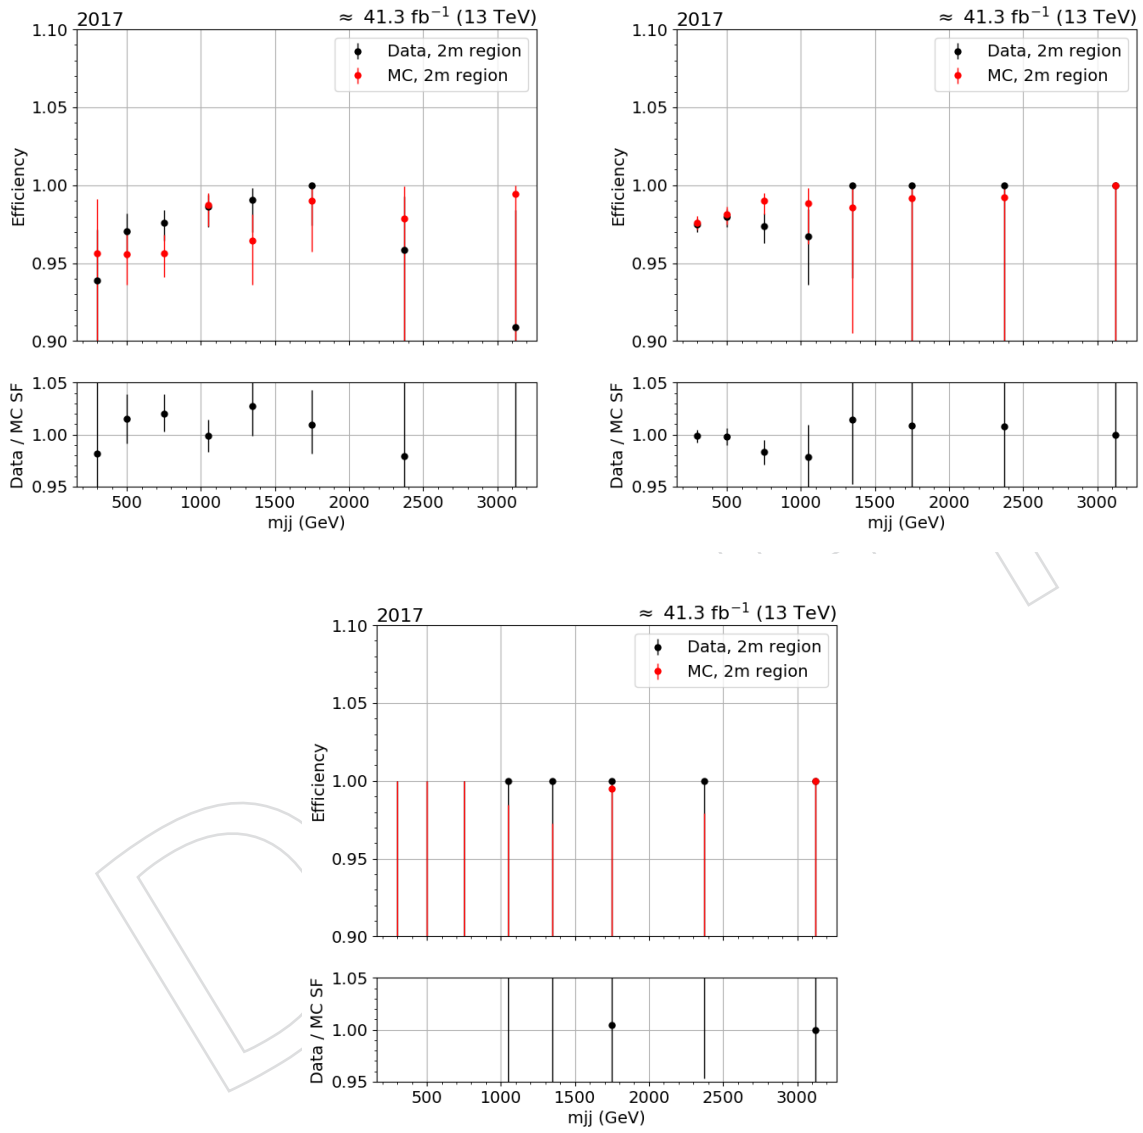 2017 ≈ 41.3 fb⁻¹ (13 TeV)
Data, 2m region
MC, 2m region
Efficiency
1.10
1.05
1.00
0.95
0.90
Data / MC SF
1.05
1.00
0.95
500 1000 1500 2000 2500 3000
mjj (GeV)
2017 ≈ 41.3 fb⁻¹ (13 TeV)
Data, 2m region
MC, 2m region
Efficiency
1.10
1.05
1.00
0.95
0.90
Data / MC SF
1.05
1.00
0.95
500 1000 1500 2000 2500 3000
mjj (GeV)
2017 ≈ 41.3 fb⁻¹ (13 TeV)
Data, 2m region
MC, 2m region
Efficiency
1.10
1.05
1.00
0.95
0.90
Data / MC SF
1.05
1.00
0.95
500 1000 1500 2000 2500 3000
mjj (GeV)